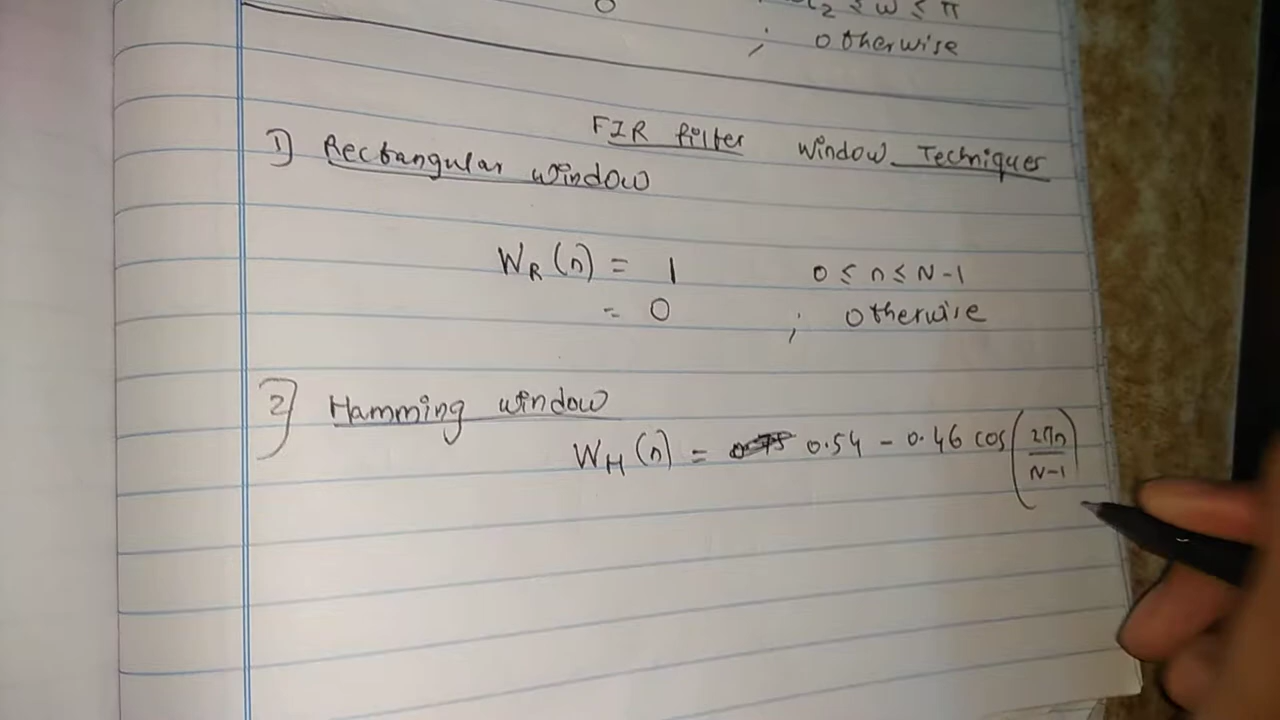 0 ≤ ω ≤ π
; otherwise
FIR filter window Techniques
1) Rectangular window
W_R(n) = 1 0 ≤ n ≤ N-1
= 0 ; otherwise
2) Hamming window
W_H(n) = 0.54 - 0.46 cos(2πn/N-1)